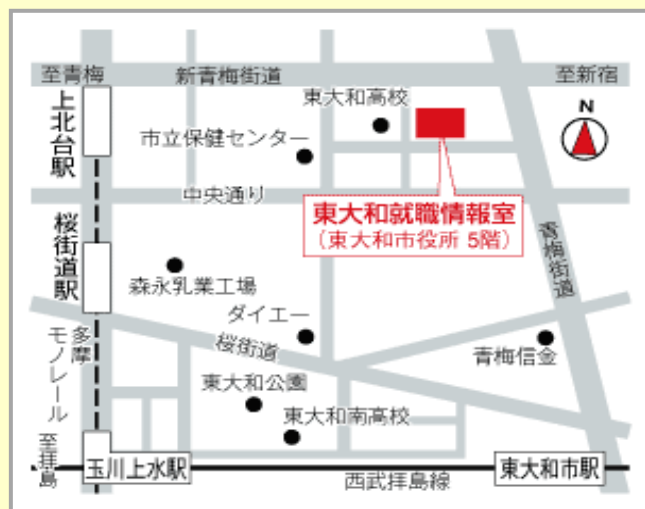 至青梅
新青梅街道
至新宿
上北台駅
東大和高校
N
市立保健センター
中央通り
東大和就職情報室
(東大和市役所 5階)
桜街道駅
青梅街道
森永乳業工場
ダイエー
桜街道
青梅信金
多摩
モノレール
東大和公園
東大和南高校
至拝島
玉川上水駅
西武拝島線
東大和市駅